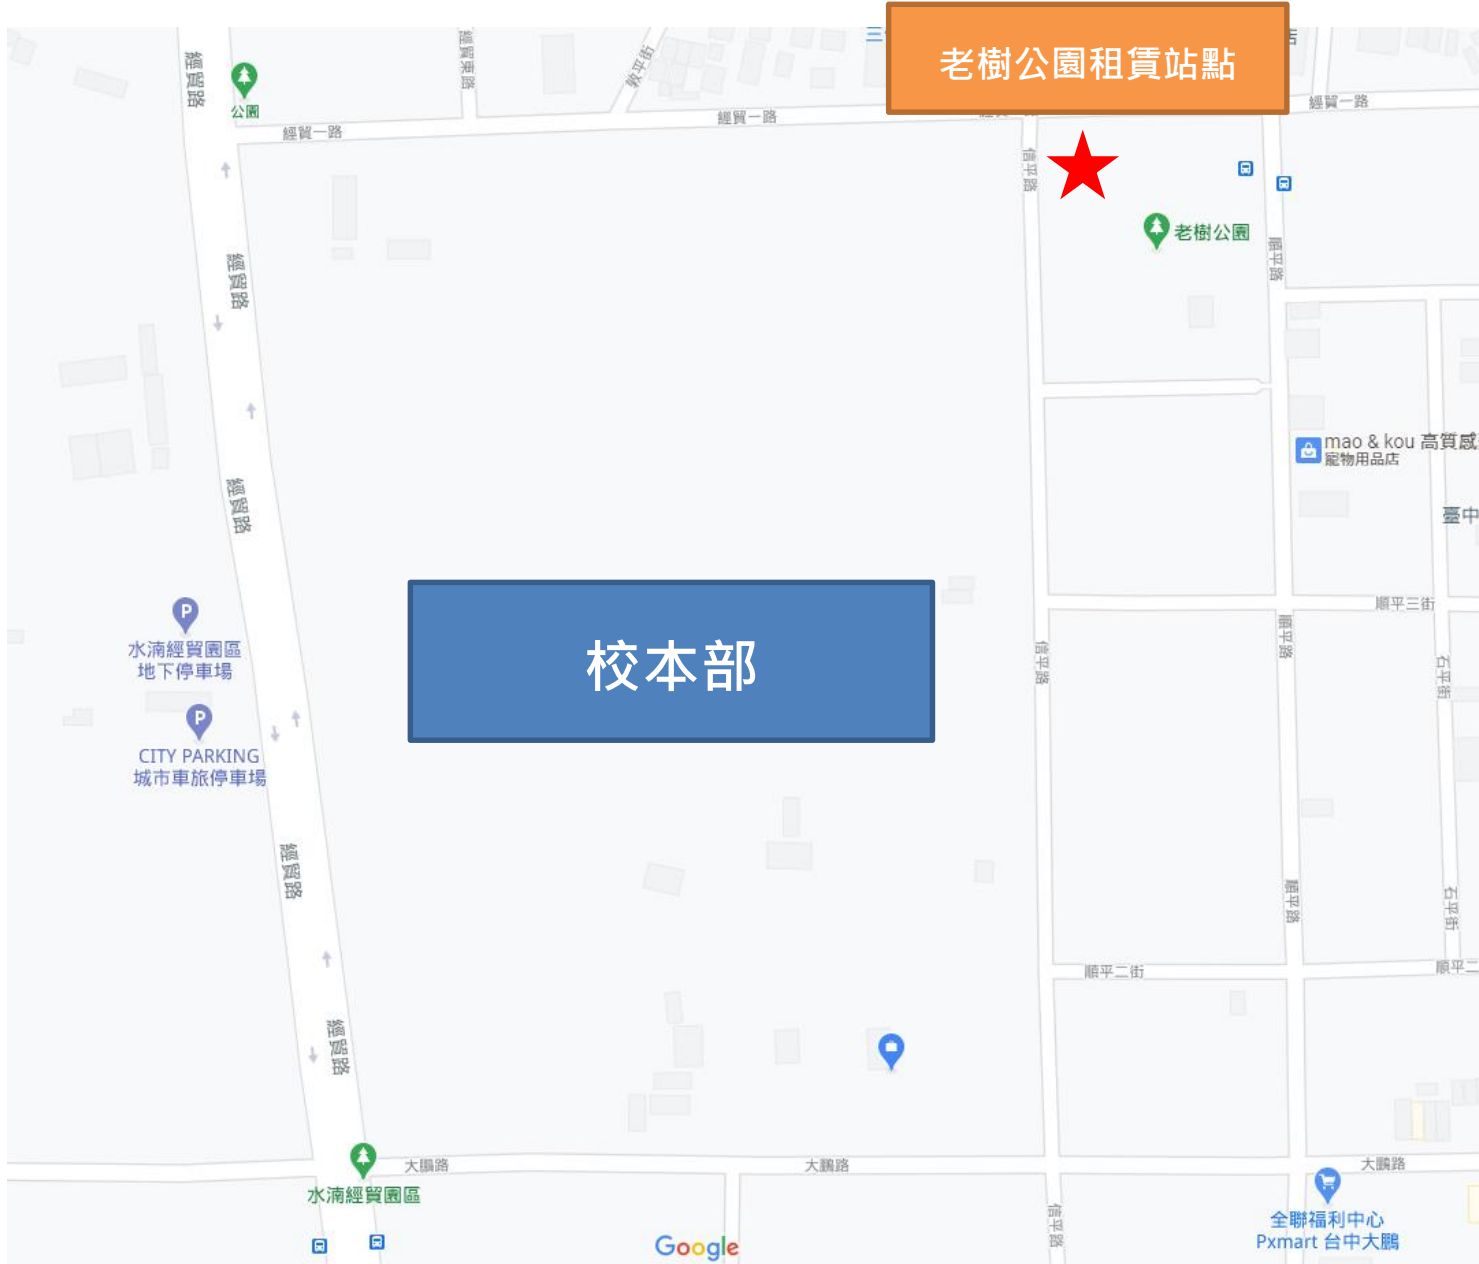 老樹公園租賃站點
三
店
經貿路
經貿東路
敦平街
公園
經貿一路
經貿一路
經貿一路
信平路
老樹公園
順平路
經貿路
mao & kou 高質感
寵物用品店
經貿路
臺中
順平三街
水湳經貿園區
地下停車場
校本部
信平路
順平路
石平街
CITY PARKING
城市車旅停車場
經貿路
順平路
石平街
順平二街
順平二
經貿路
大鵬路
大鵬路
大鵬路
水湳經貿園區
信平路
全聯福利中心
Pxmart 台中大鵬
Google